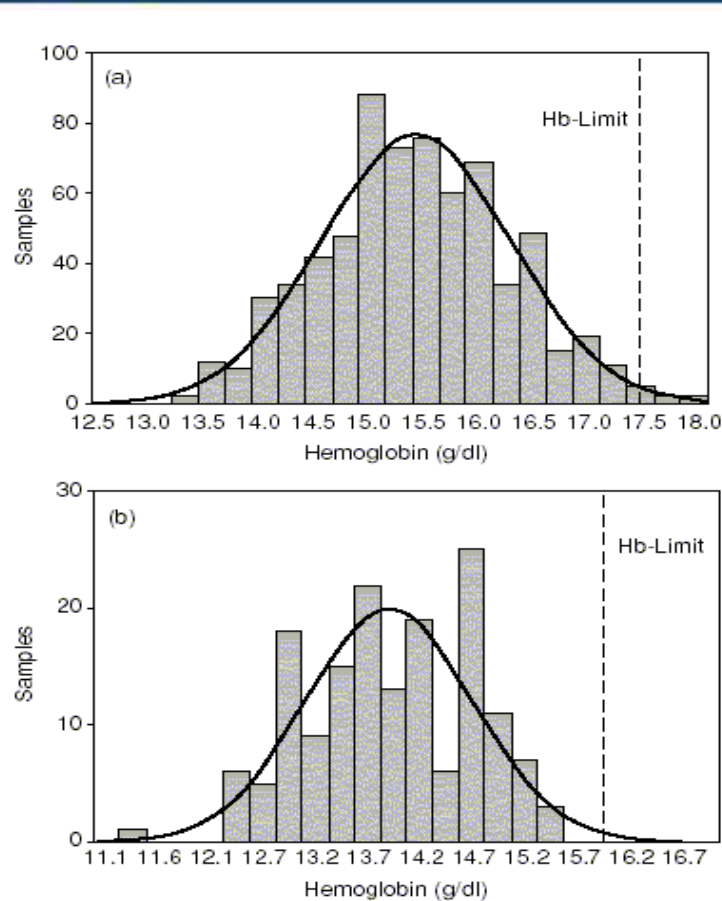 100
(a)
80
Hb-Limit
60
Samples
40
20
0
12.5 13.0 13.5 14.0 14.5 15.0 15.5 16.0 16.5 17.0 17.5 18.0
Hemoglobin (g/dl)
30
(b)
Hb-Limit
20
Samples
10
0
11.1 11.6 12.1 12.7 13.2 13.7 14.2 14.7 15.2 15.7 16.2 16.7
Hemoglobin (g/dl)